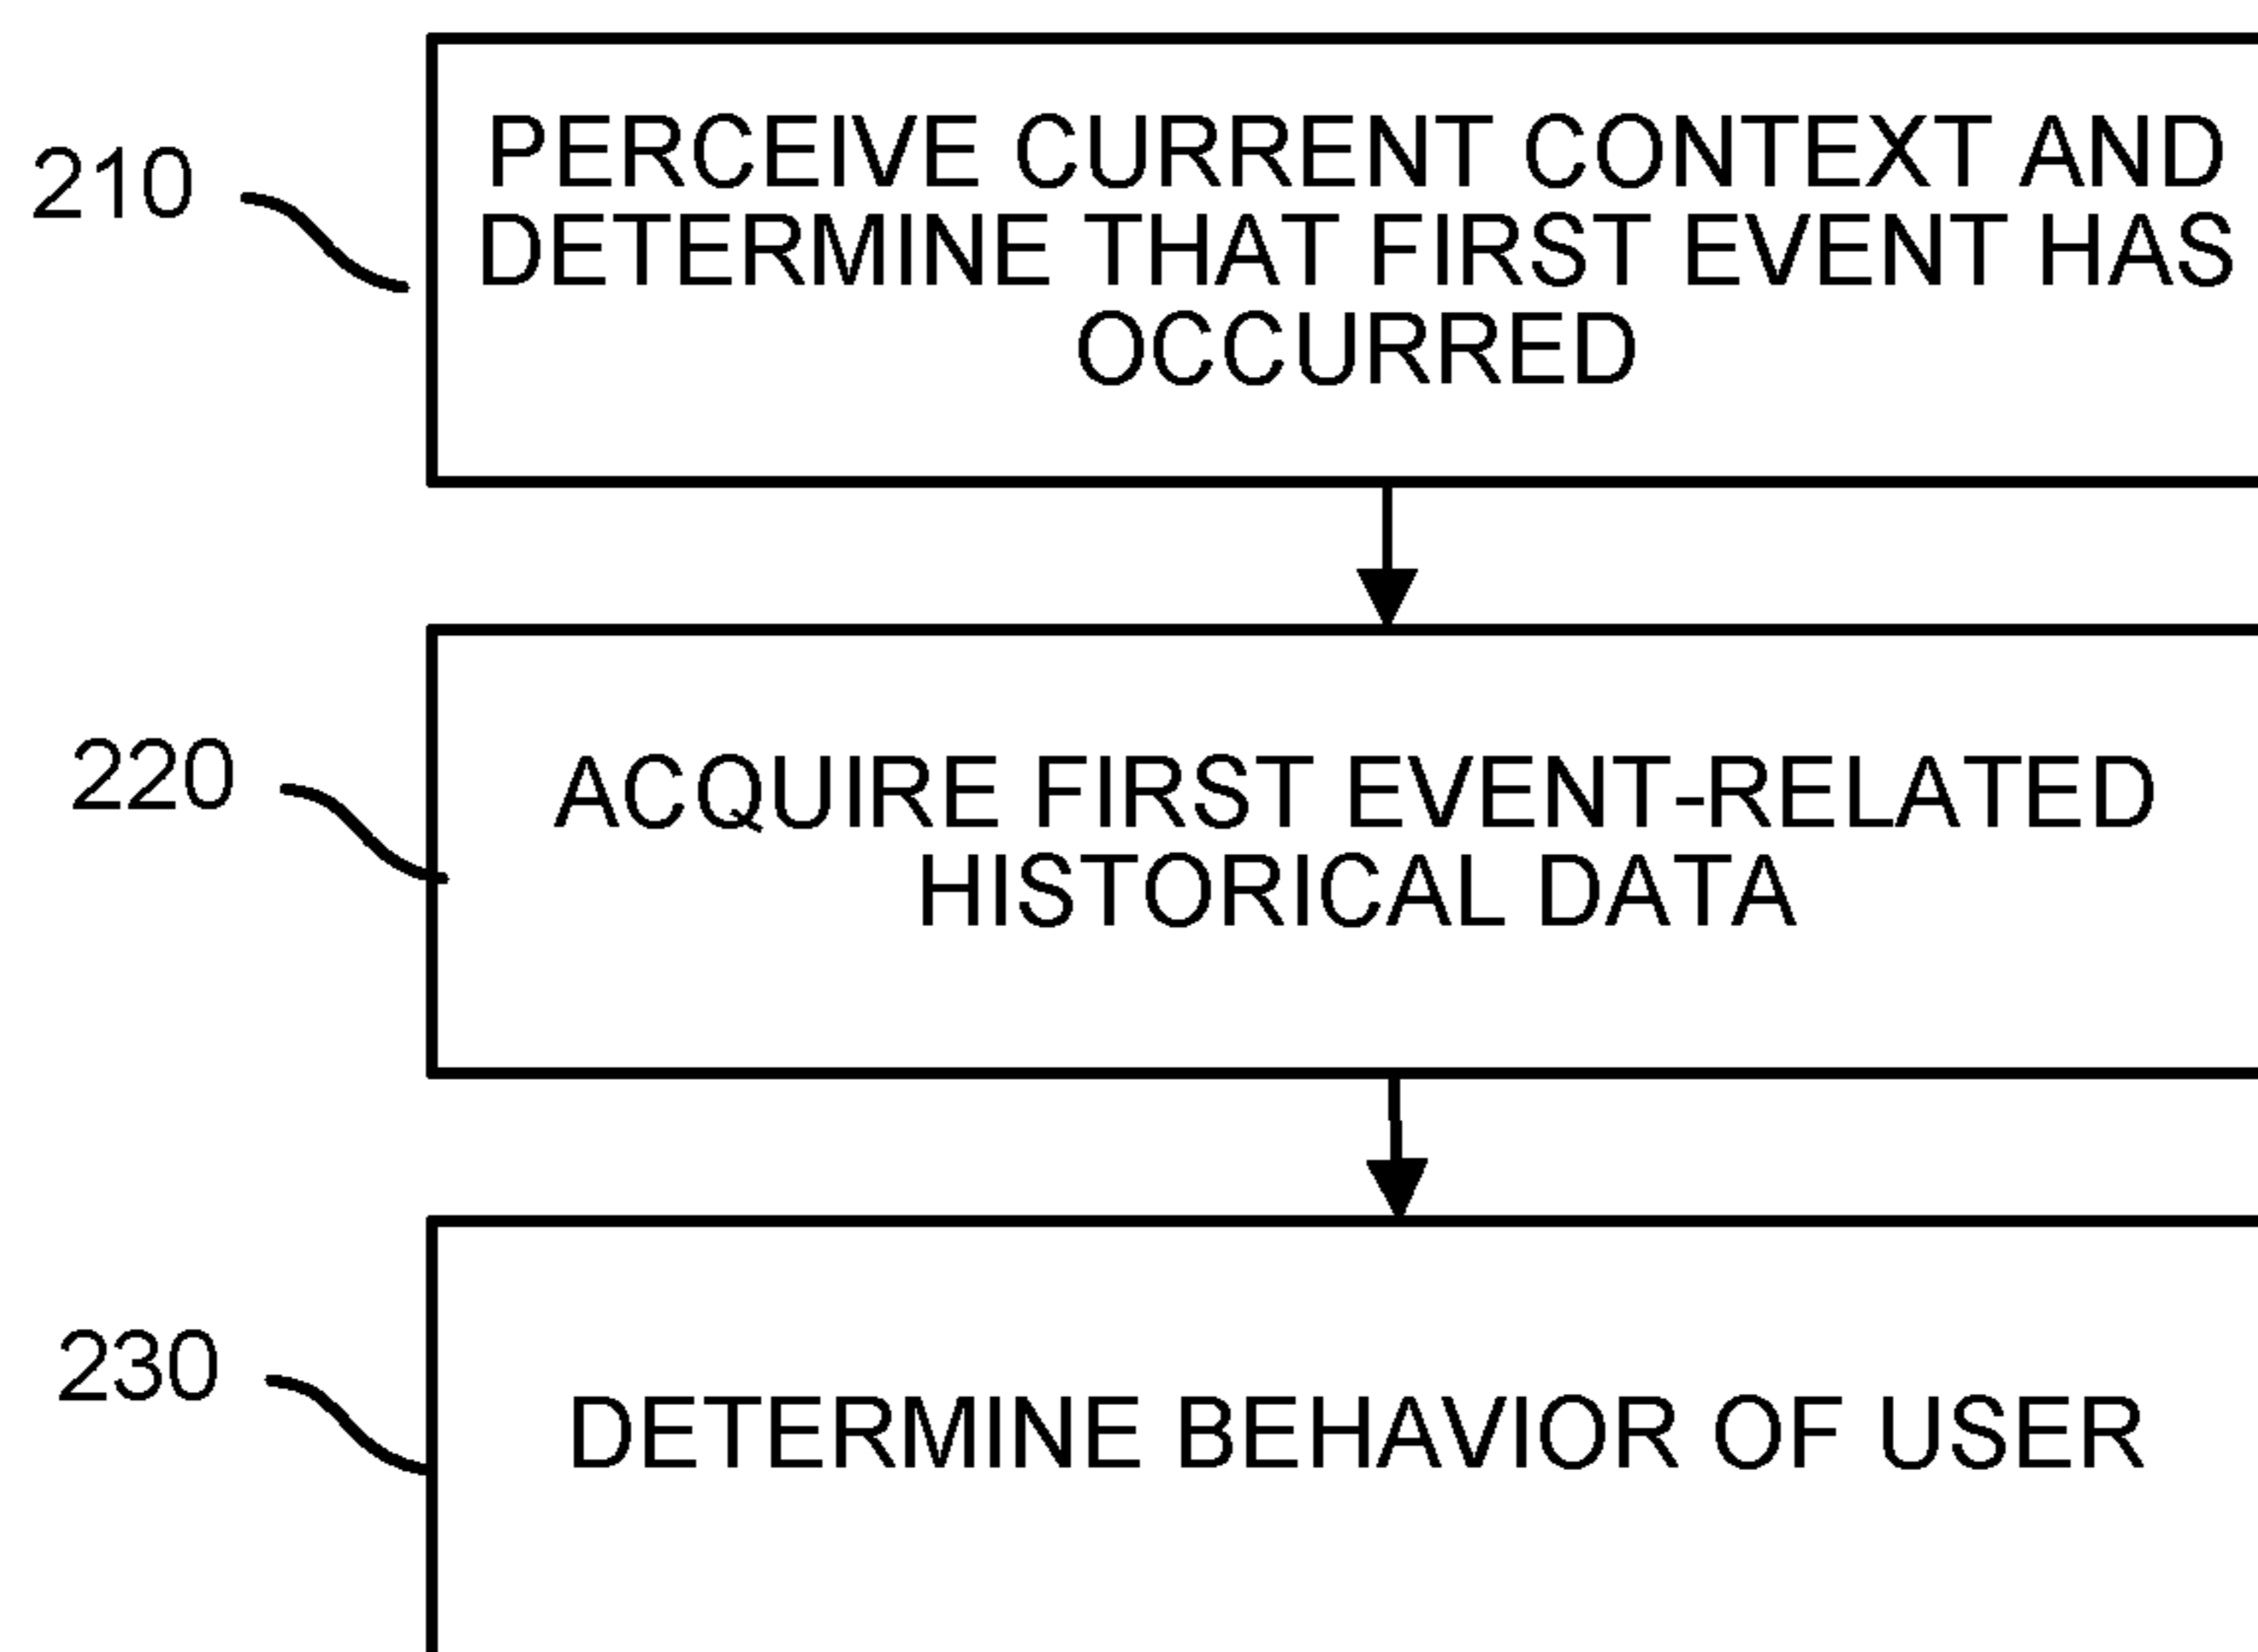 210
PERCEIVE CURRENT CONTEXT AND
DETERMINE THAT FIRST EVENT HAS
OCCURRED
220
ACQUIRE FIRST EVENT-RELATED
HISTORICAL DATA
230
DETERMINE BEHAVIOR OF USER